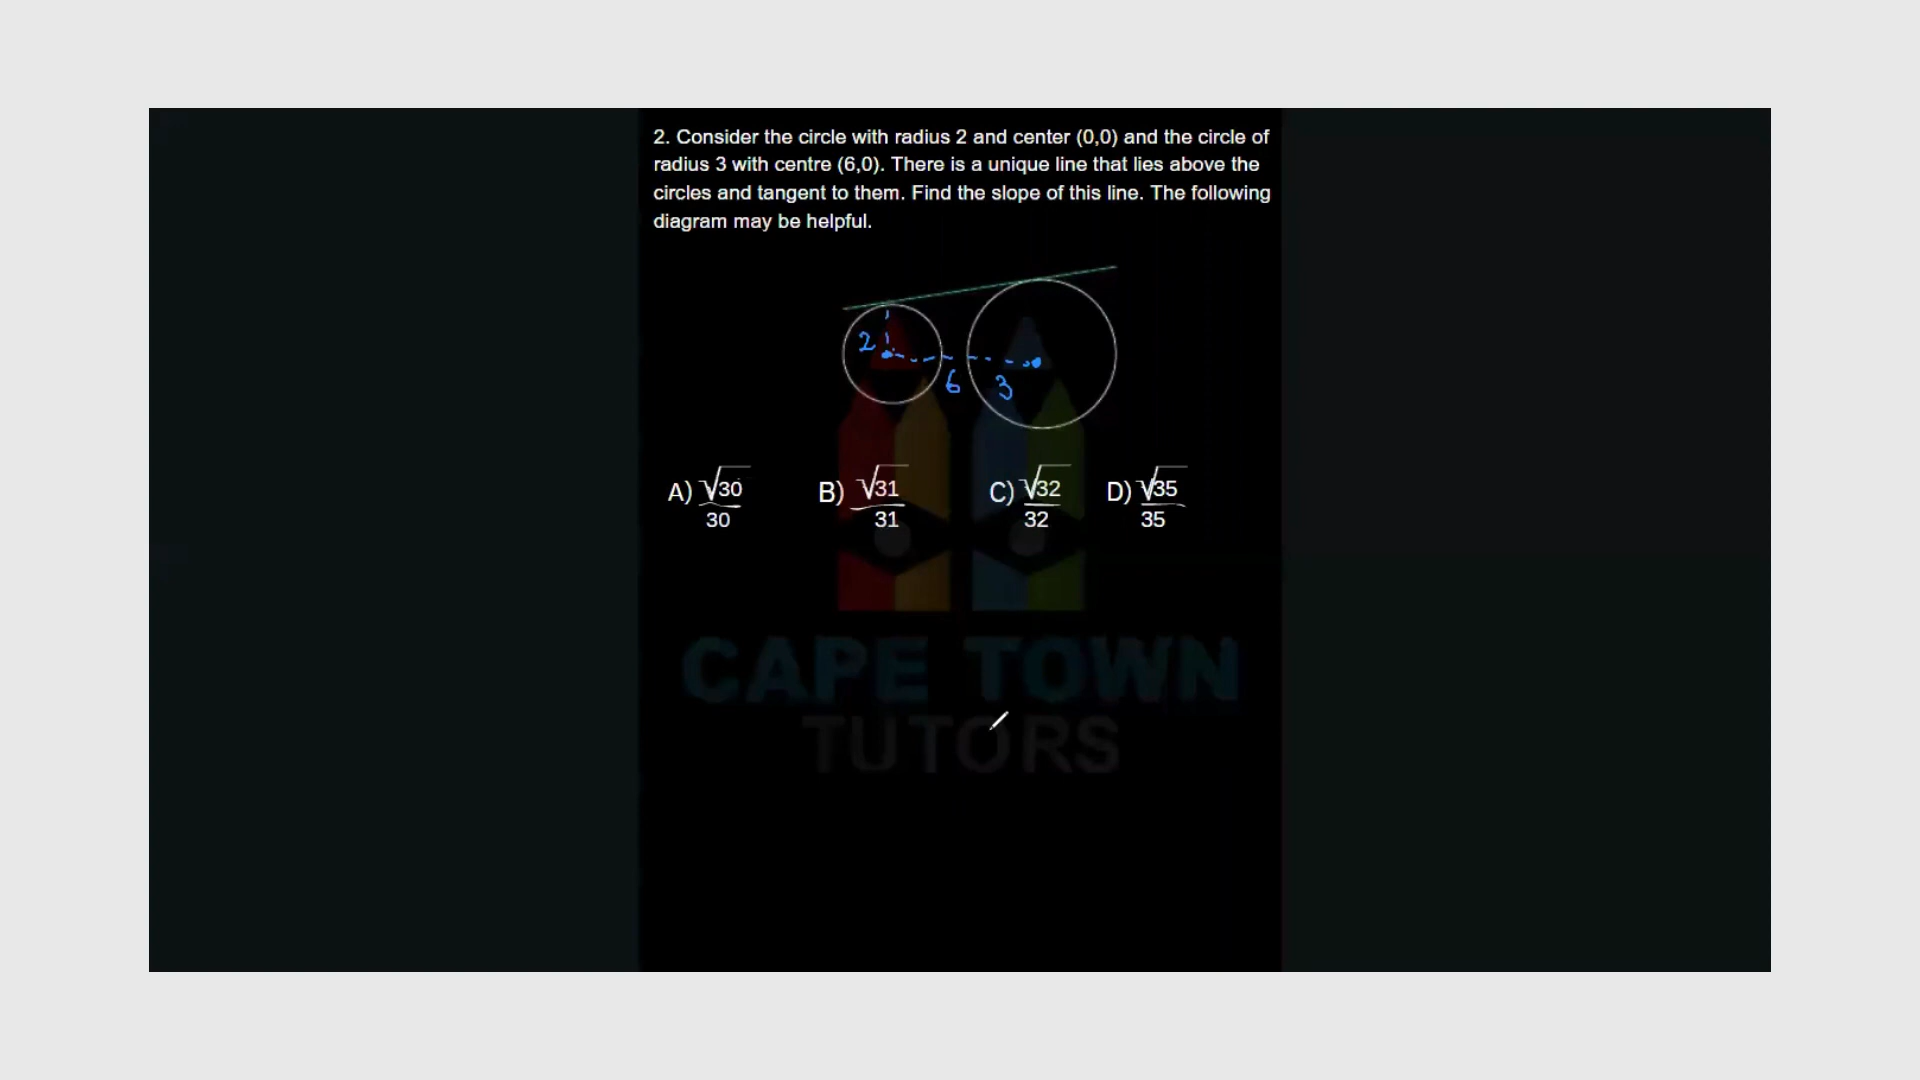 2. Consider the circle with radius 2 and center (0,0) and the circle of
radius 3 with centre (6,0). There is a unique line that lies above the
circles and tangent to them. Find the slope of this line. The following
diagram may be helpful.
2
6 3
A) √30/30 B) √31/31 C) √32/32 D) √35/35
CAPE TOWN
TUTORS